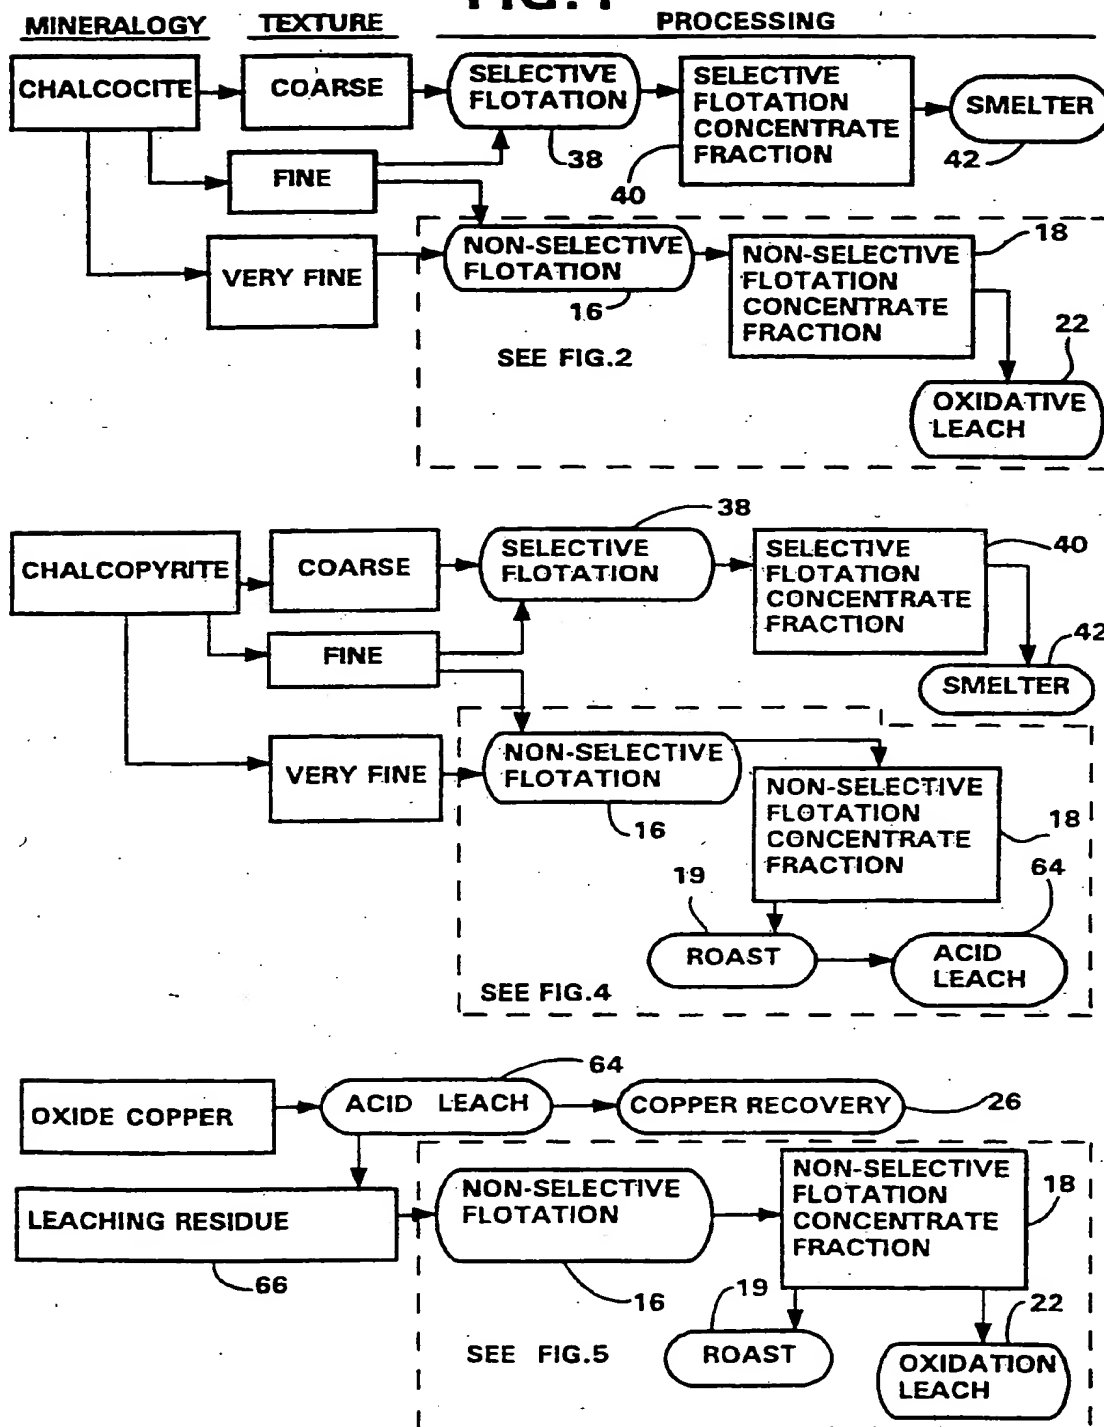 FIG. 1
MINERALOGY
TEXTURE
PROCESSING
CHALCOCITE
COARSE
SELECTIVE
FLOTATION
38
SELECTIVE
FLOTATION
CONCENTRATE
FRACTION
40
SMELTER
42
FINE
VERY FINE
NON-SELECTIVE
FLOTATION
16
NON-SELECTIVE
FLOTATION
CONCENTRATE
FRACTION
18
SEE FIG.2
22
OXIDATIVE
LEACH
CHALCOPYRITE
COARSE
SELECTIVE
FLOTATION
38
SELECTIVE
FLOTATION
CONCENTRATE
FRACTION
40
FINE
42
SMELTER
VERY FINE
NON-SELECTIVE
FLOTATION
16
NON-SELECTIVE
FLOTATION
CONCENTRATE
FRACTION
18
19
ROAST
64
ACID
LEACH
SEE FIG.4
OXIDE COPPER
ACID LEACH
64
COPPER RECOVERY
26
LEACHING RESIDUE
66
NON-SELECTIVE
FLOTATION
16
NON-SELECTIVE
FLOTATION
CONCENTRATE
FRACTION
18
SEE FIG.5
19
ROAST
22
OXIDATION
LEACH